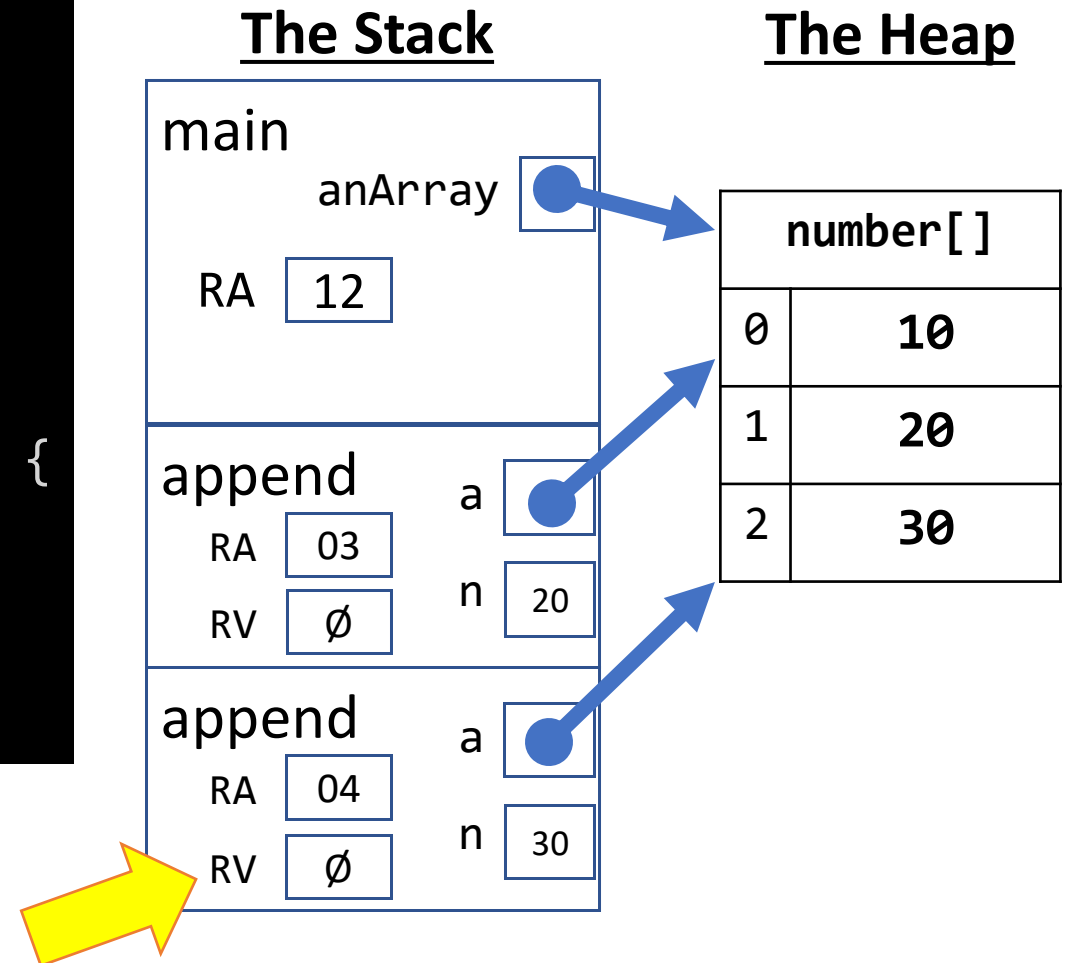 The Stack
The Heap
main
anArray
RA 12
{
append
a
RA 03
n 20
RV Ø
append
a
RA 04
n 30
RV Ø
number[]
0 10
1 20
2 30